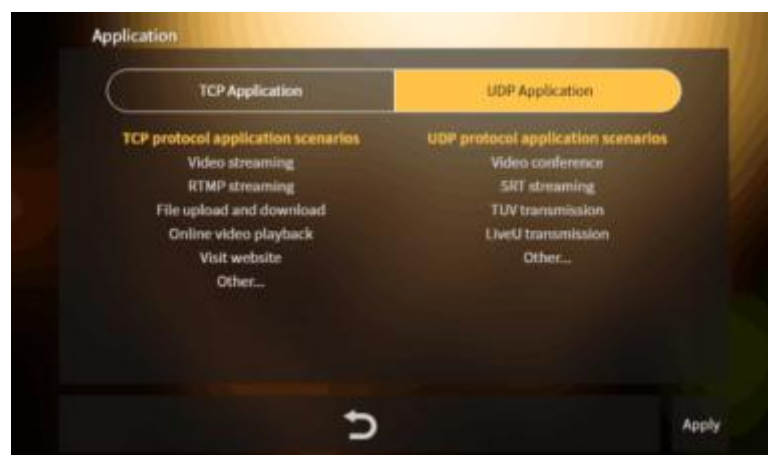 Application
TCP Application
UDP Application
TCP protocol application scenarios
Video streaming
RTMP streaming
File upload and download
Online video playback
Visit website
Other...
UDP protocol application scenarios
Video conference
SRT streaming
TUV transmission
LiveU transmission
Other...
Apply